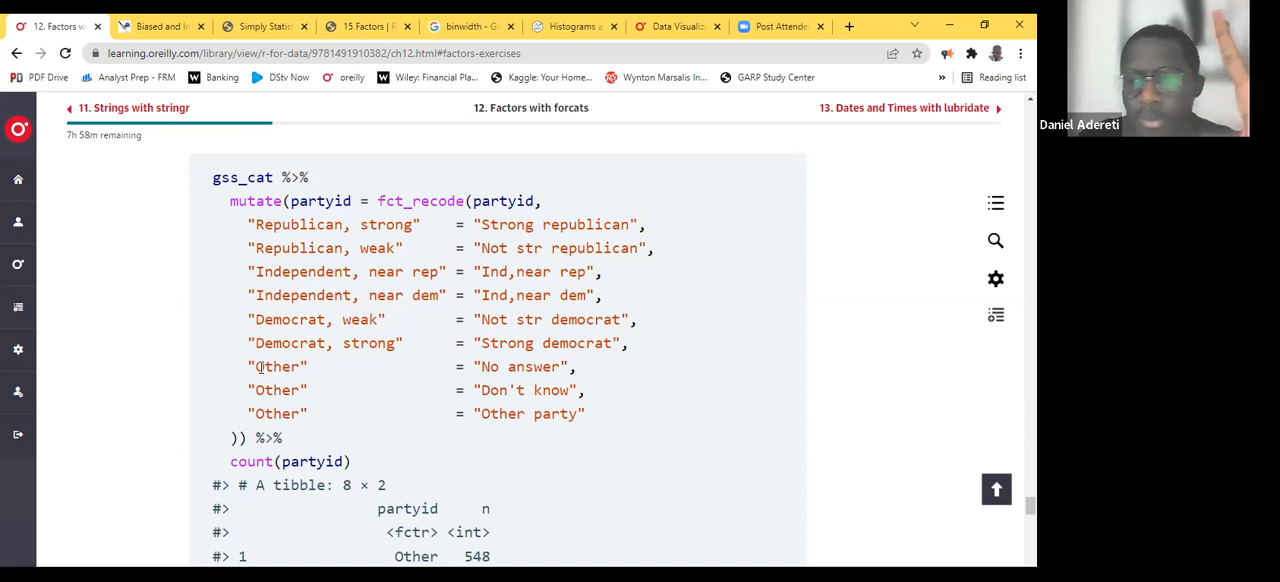 12. Factors w
Biased and In
Simply Statist
15 Factors | R
binwidth - Go
Histograms a
Data Visualiz
Post Attende
learning.oreilly.com/library/view/r-for-data/9781491910382/ch12.html#factors-exercises
PDF Drive
Analyst Prep - FRM
Banking
DStv Now
oreilly
Wiley: Financial Pla...
Kaggle: Your Home...
Wynton Marsalis In...
GARP Study Center
»
Reading list
11. Strings with stringr
12. Factors with forcats
13. Dates and Times with lubridate
7h 58m remaining
Daniel Adereti
gss_cat %>%
mutate(partyid = fct_recode(partyid,
"Republican, strong" = "Strong republican",
"Republican, weak" = "Not str republican",
"Independent, near rep" = "Ind,near rep",
"Independent, near dem" = "Ind,near dem",
"Democrat, weak" = "Not str democrat",
"Democrat, strong" = "Strong democrat",
"Other" = "No answer",
"Other" = "Don't know",
"Other" = "Other party"
)) %>%
count(partyid)
#> # A tibble: 8 × 2
#> partyid n
#> <fctr> <int>
#> 1 Other 548